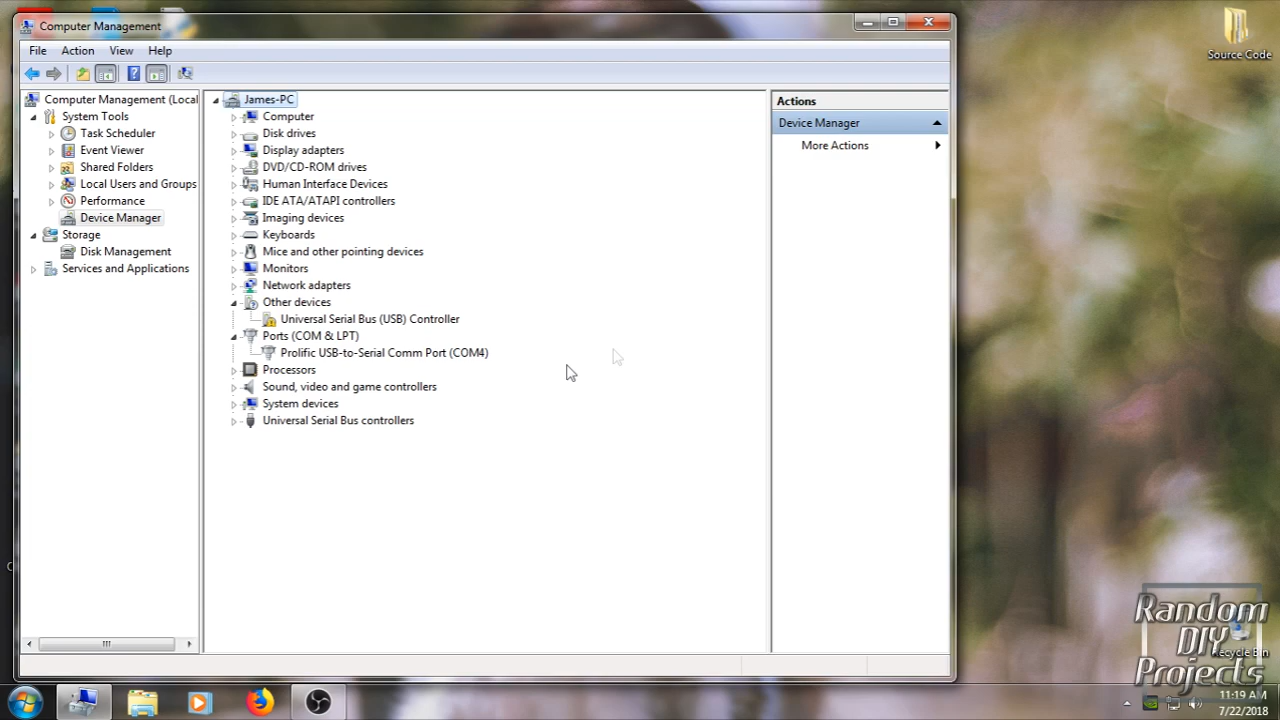 Computer Management
File Action View Help
Computer Management (Local
System Tools
Task Scheduler
Event Viewer
Shared Folders
Local Users and Groups
Performance
Device Manager
Storage
Disk Management
Services and Applications
James-PC
Computer
Disk drives
Display adapters
DVD/CD-ROM drives
Human Interface Devices
IDE ATA/ATAPI controllers
Imaging devices
Keyboards
Mice and other pointing devices
Monitors
Network adapters
Other devices
Universal Serial Bus (USB) Controller
Ports (COM & LPT)
Prolific USB-to-Serial Comm Port (COM4)
Processors
Sound, video and game controllers
System devices
Universal Serial Bus controllers
Actions
Device Manager
More Actions
Source Code
Random
DIY
Projects
Recycle Bin
11:19 AM
7/22/2018